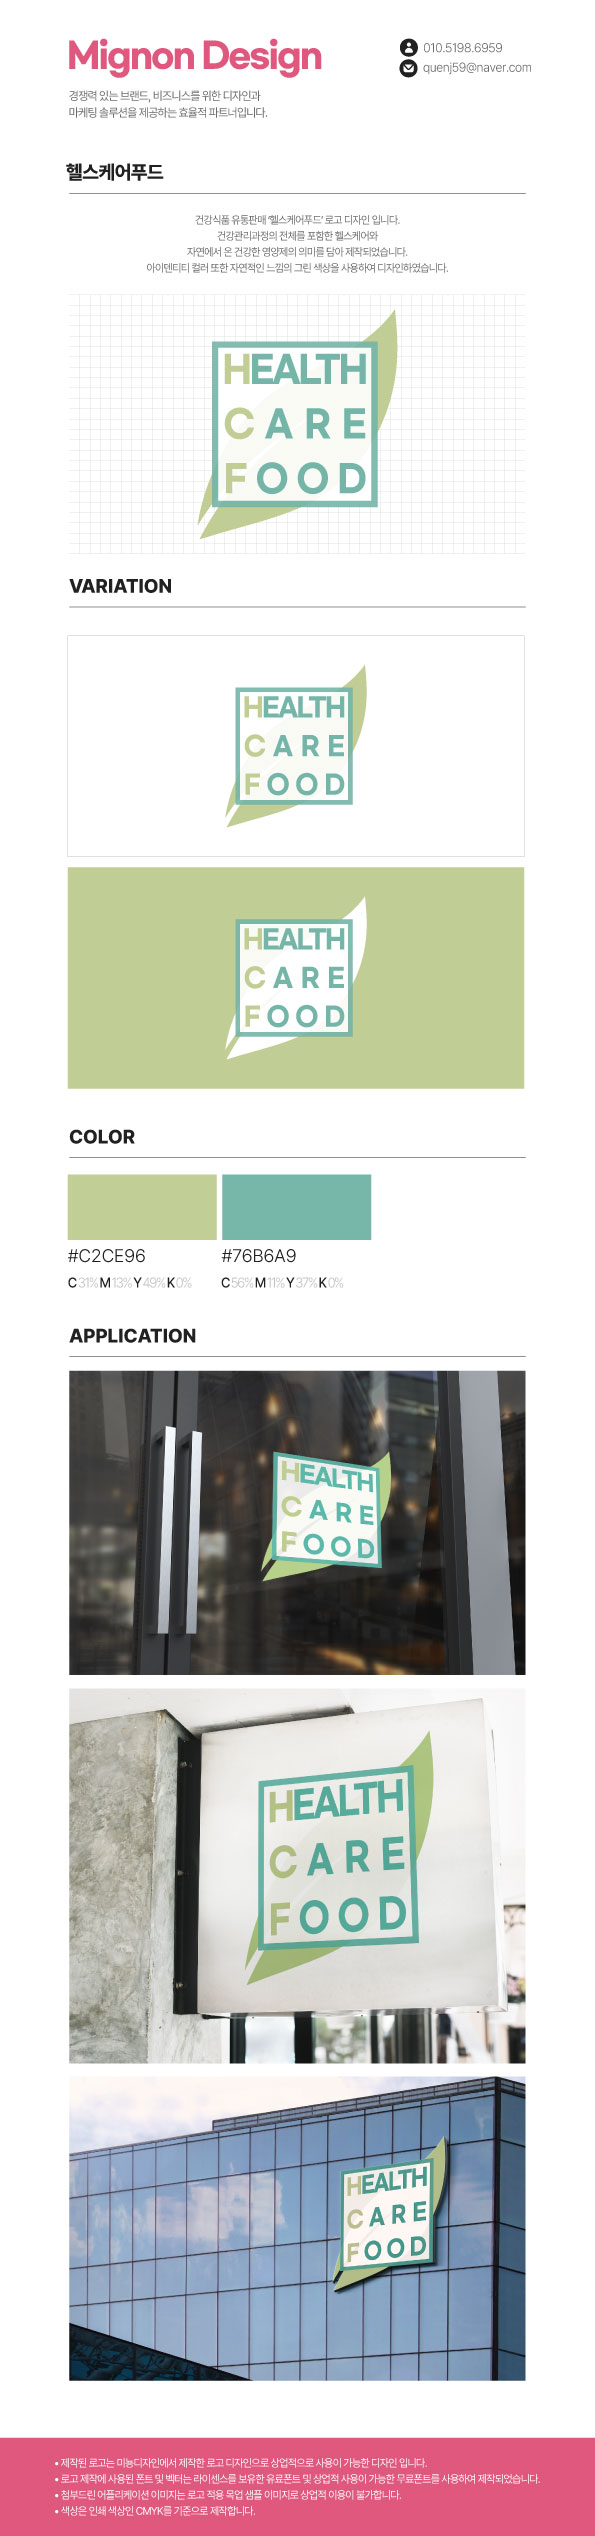 Mignon Design
010.5198.6959
quenj59@naver.com
경쟁력 있는 브랜드, 비즈니스를 위한 디자인과
마케팅 솔루션을 제공하는 효율적 파트너입니다.
헬스케어푸드
건강식품 유통판매 '헬스케어푸드' 로고 디자인 입니다.
건강관리과정의 전체를 포함한 헬스케어와
자연에서 온 건강한 영양제의 의미를 담아 제작되었습니다.
아이덴티티 컬러 또한 자연적인 느낌의 그린 색상을 사용하여 디자인하였습니다.
HEALTH
CARE
FOOD
VARIATION
HEALTH
CARE
FOOD
HEALTH
CARE
FOOD
COLOR
#C2CE96 #76B6A9
C31% M13% Y49% K0% C56% M11% Y37% K0%
APPLICATION
HEALTH
CARE
FOOD
HEALTH
CARE
FOOD
HEALTH
CARE
FOOD
• 제작된 로고는 미뇽디자인에서 제작한 로고 디자인으로 상업적으로 사용이 가능한 디자인 입니다.
• 로고 제작에 사용된 폰트 및 벡터는 라이센스를 보유한 유료폰트 및 상업적 사용이 가능한 무료폰트를 사용하여 제작되었습니다.
• 첨부드린 어플리케이션 이미지는 로고 적용 목업 샘플 이미지로 상업적 이용이 불가합니다.
• 색상은 인쇄 색상인 CMYK를 기준으로 제작합니다.